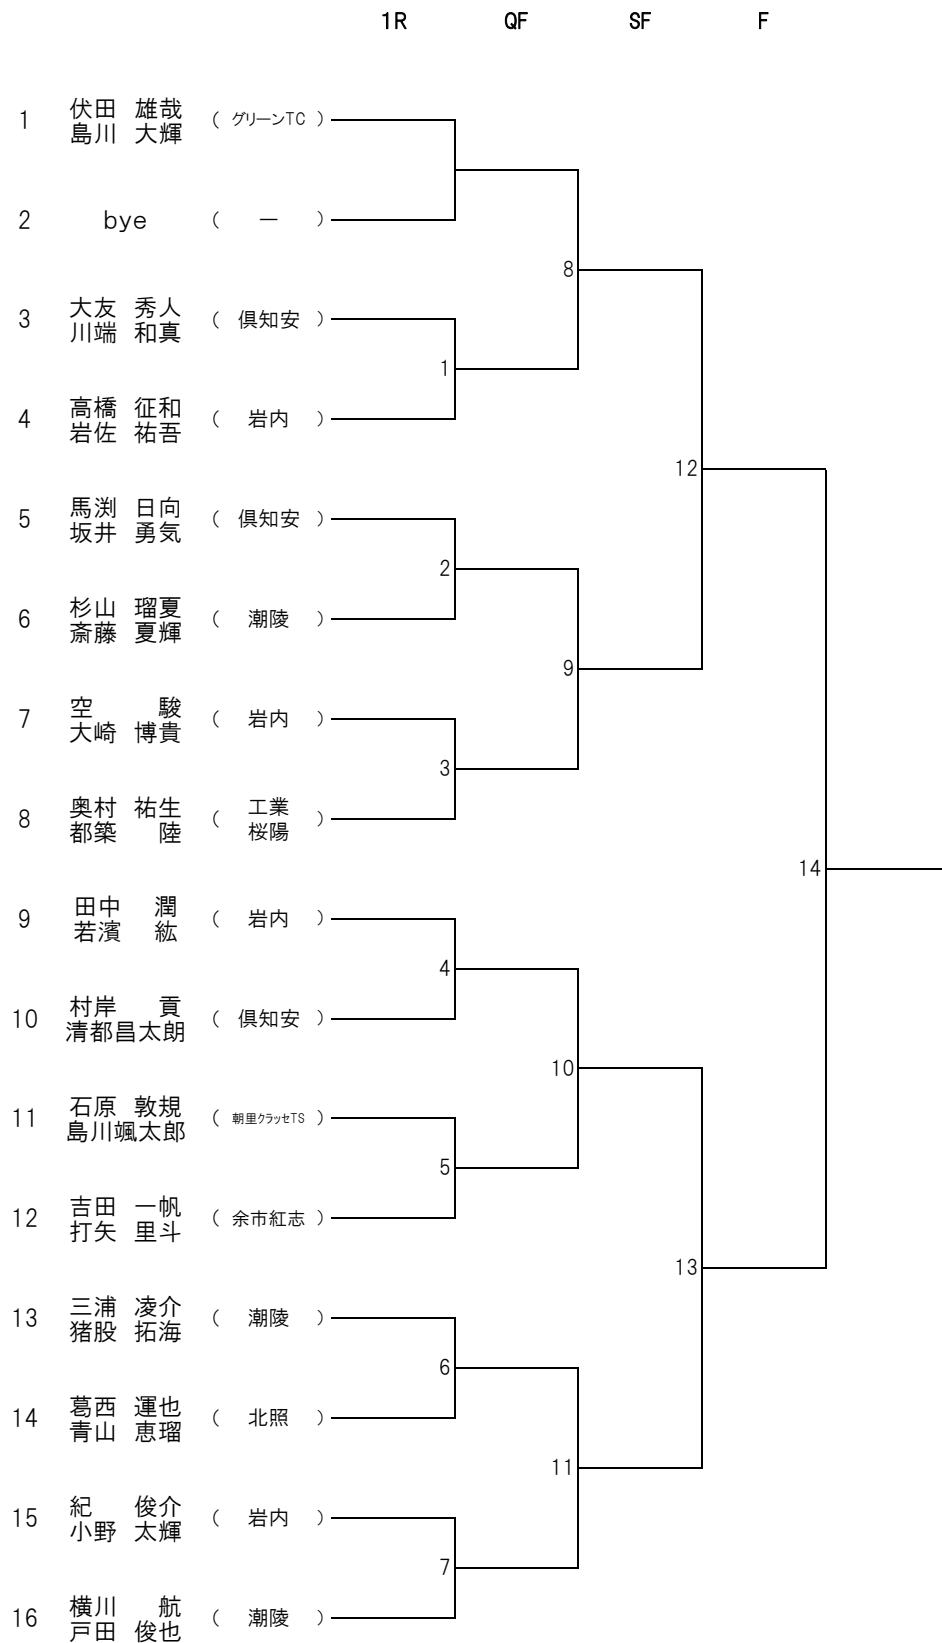 1R QF SF F
1 伏田 雄哉 ( グリーンTC )
島川 大輝
2 bye ( ー )
8
3 大友 秀人 ( 倶知安 )
川端 和真
1
4 高橋 征和 ( 岩内 )
岩佐 祐吾
12
5 馬渕 日向 ( 倶知安 )
坂井 勇気
2
6 杉山 瑠夏 ( 潮陵 )
斎藤 夏輝
9
7 空 駿 ( 岩内 )
大崎 博貴
3
8 奥村 祐生 ( 工業
都築 陸 桜陽 )
14
9 田中 潤 ( 岩内 )
若濱 紘
4
10 村岸 貢 ( 倶知安 )
清都昌太朗
10
11 石原 敦規 ( 朝里クラッセTS )
島川颯太郎
5
12 吉田 一帆 ( 余市紅志 )
打矢 里斗
13
13 三浦 凌介 ( 潮陵 )
猪股 拓海
6
14 葛西 運也 ( 北照 )
青山 恵瑠
11
15 紀 俊介 ( 岩内 )
小野 太輝
7
16 横川 航 ( 潮陵 )
戸田 俊也